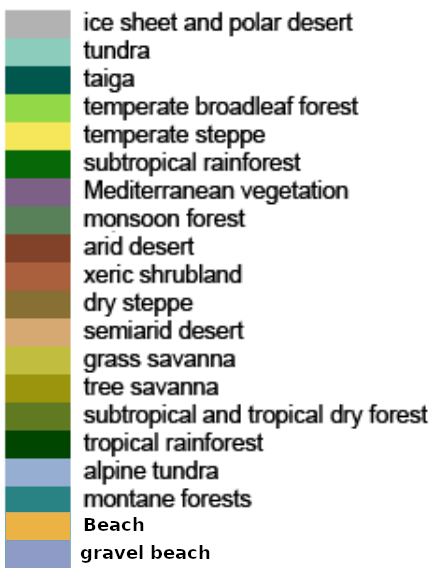 ice sheet and polar desert
tundra
taiga
temperate broadleaf forest
temperate steppe
subtropical rainforest
Mediterranean vegetation
monsoon forest
arid desert
xeric shrubland
dry steppe
semiarid desert
grass savanna
tree savanna
subtropical and tropical dry forest
tropical rainforest
alpine tundra
montane forests
Beach
gravel beach